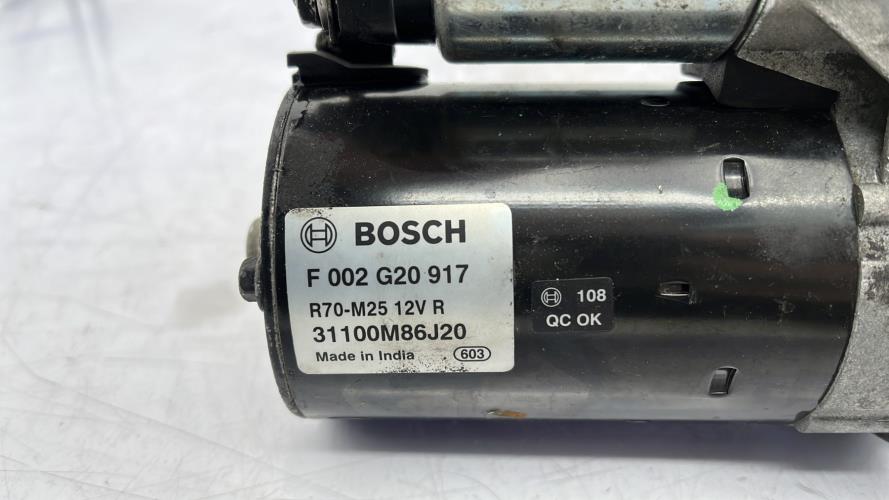 BOSCH
F 002 G20 917
R70-M25 12V R
31100M86J20
Made in India 603
108
QC OK